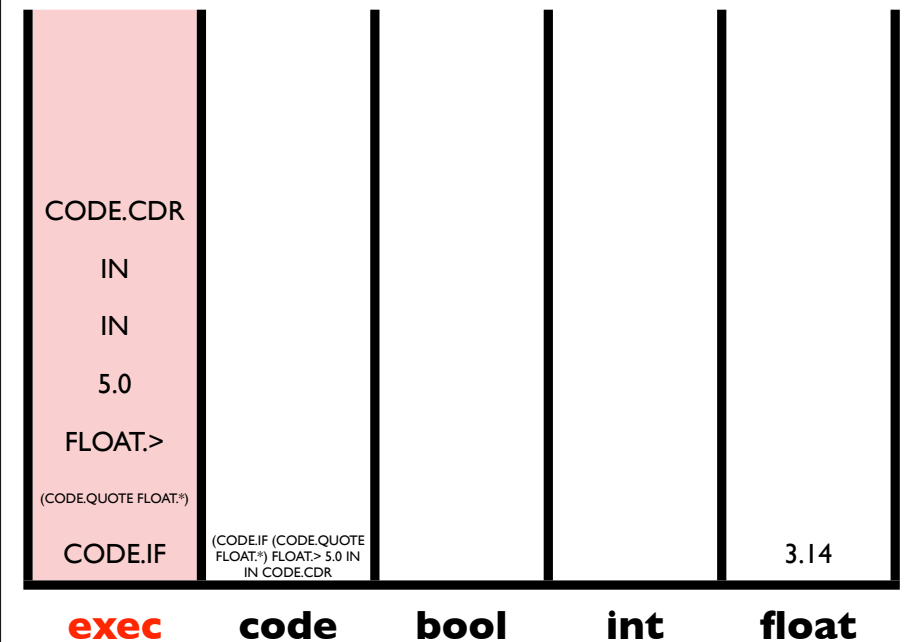 CODE.CDR
IN
IN
5.0
FLOAT.>
(CODE.QUOTE FLOAT.*)
CODE.IF
(CODE.IF (CODE.QUOTE
FLOAT.*) FLOAT.> 5.0 IN
IN CODE.CDR
3.14
exec code bool int float